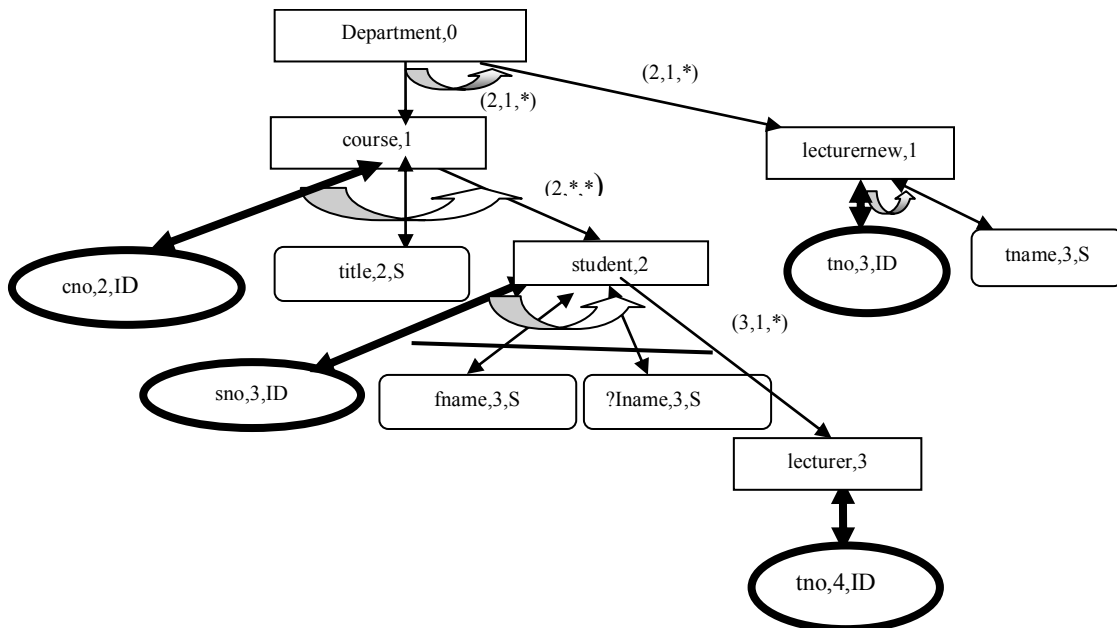 Department,0
(2,1,*)
(2,1,*)
course,1
lecturernew,1
(2,*,*)
cno,2,ID
title,2,S
student,2
tno,3,ID
tname,3,S
(3,1,*)
sno,3,ID
fname,3,S
?Iname,3,S
lecturer,3
tno,4,ID